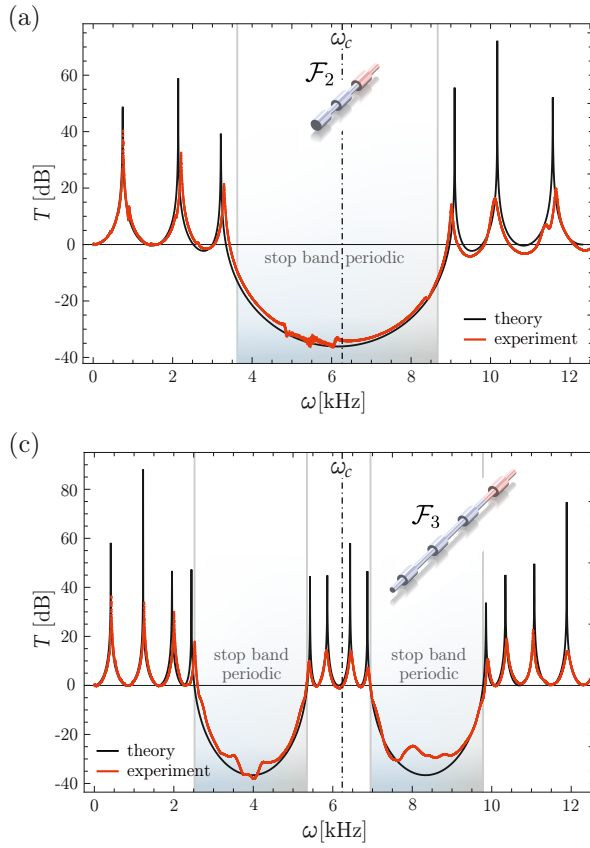 (a)
ω_c
F_2
60
40
20
0
-20
-40
T [dB]
stop band periodic
theory
experiment
0 2 4 6 8 10 12
ω[kHz]
(c)
ω_c
F_3
80
60
40
20
0
-20
-40
T [dB]
stop band periodic
stop band periodic
theory
experiment
0 2 4 6 8 10 12
ω[kHz]